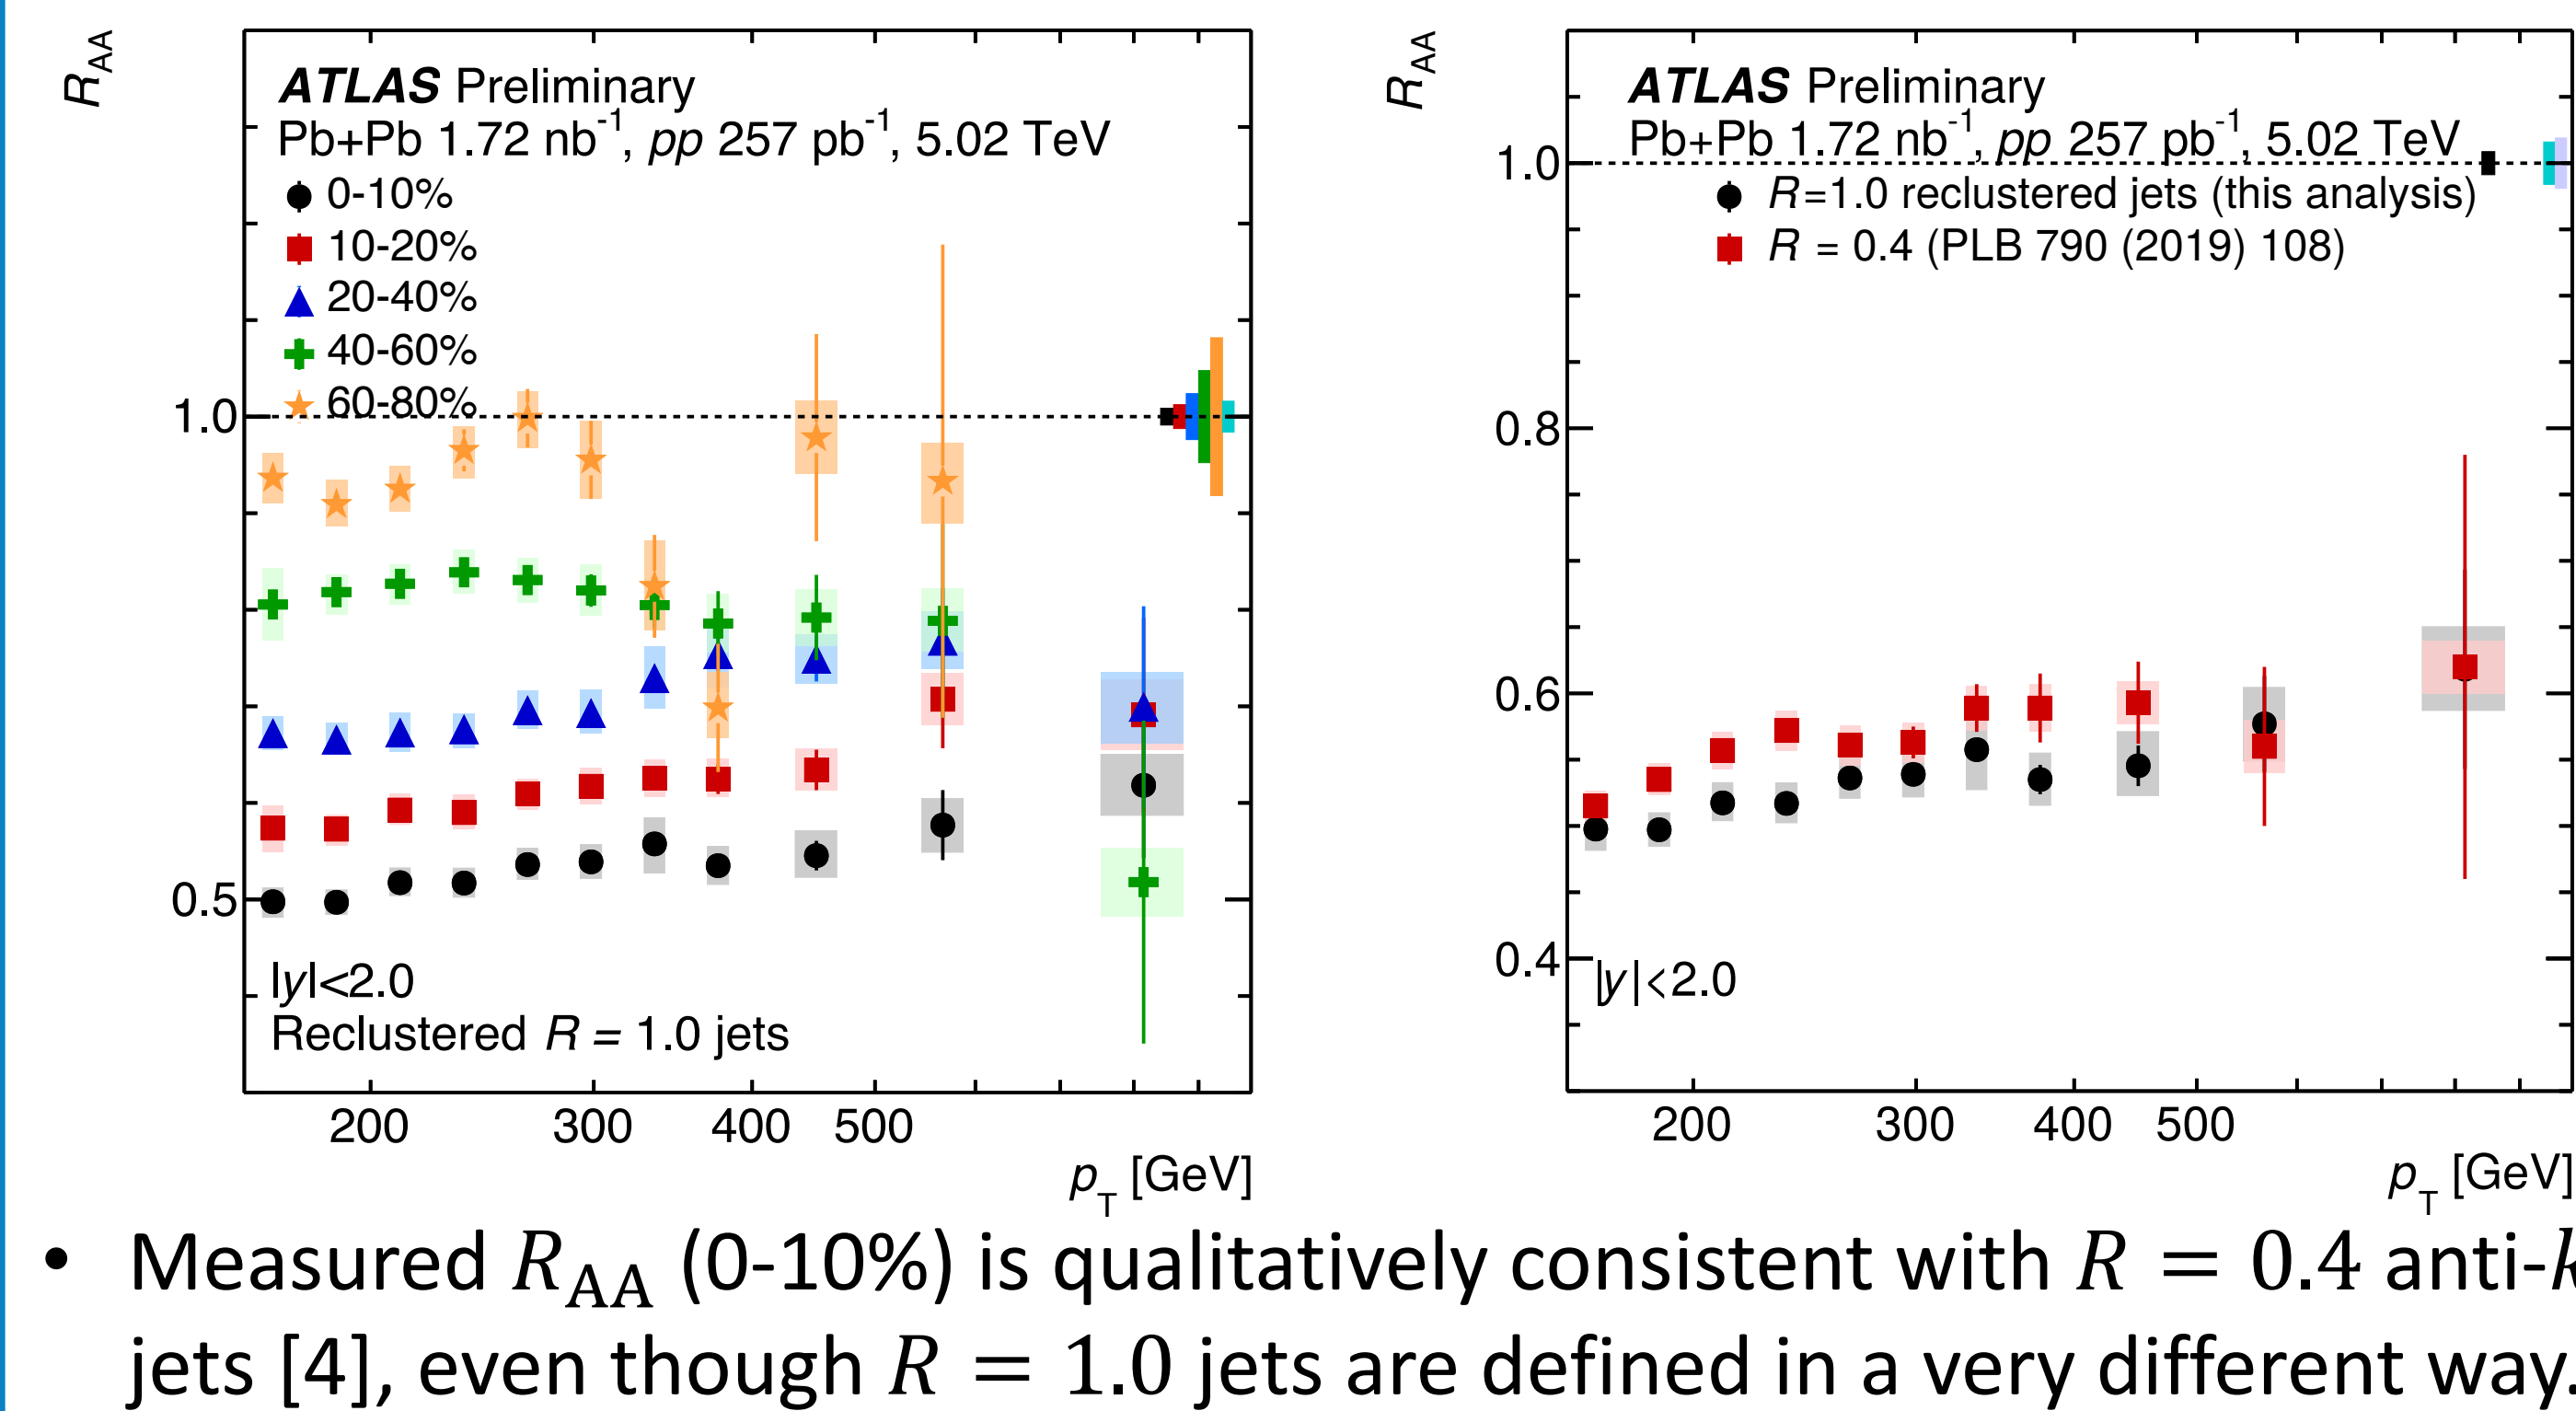 R_AA
ATLAS Preliminary
Pb+Pb 1.72 nb⁻¹, pp 257 pb⁻¹, 5.02 TeV
0-10%
10-20%
20-40%
40-60%
60-80%
1.0
0.5
|y|<2.0
Reclustered R = 1.0 jets
200 300 400 500
p_T [GeV]
R_AA
ATLAS Preliminary
Pb+Pb 1.72 nb⁻¹, pp 257 pb⁻¹, 5.02 TeV
1.0
R=1.0 reclustered jets (this analysis)
R = 0.4 (PLB 790 (2019) 108)
0.8
0.6
0.4
|y|<2.0
200 300 400 500
p_T [GeV]
• Measured R_AA (0-10%) is qualitatively consistent with R = 0.4 anti-
jets [4], even though R = 1.0 jets are defined in a very different way.